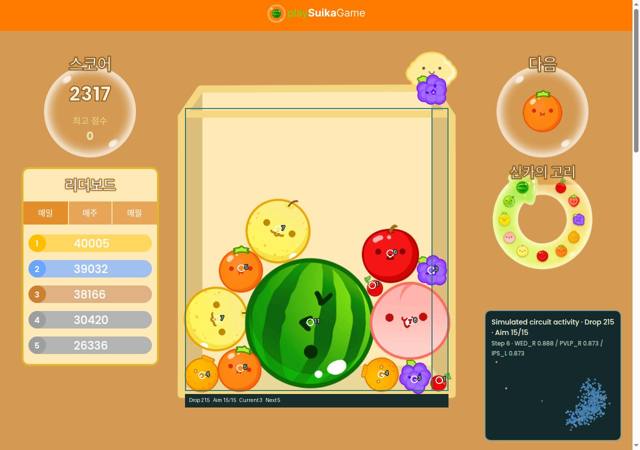 playSuikaGame
스코어
2317
최고 점수
0
다음
신카의 고리
리더보드
매일
매주
매월
1 40005
2 39032
3 38166
4 30420
5 26336
Simulated circuit activity · Drop 215
· Aim 15/15
Step 6 · WED_R 0.888 / PVLP_R 0.873 /
IPS_L 0.873
Drop 215 Aim 15/15 Current 3 Next 5